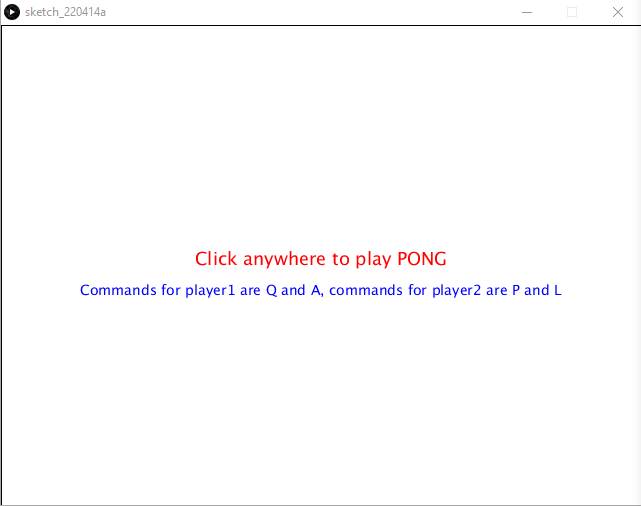 sketch_220414a
Click anywhere to play PONG
Commands for player1 are Q and A, commands for player2 are P and L